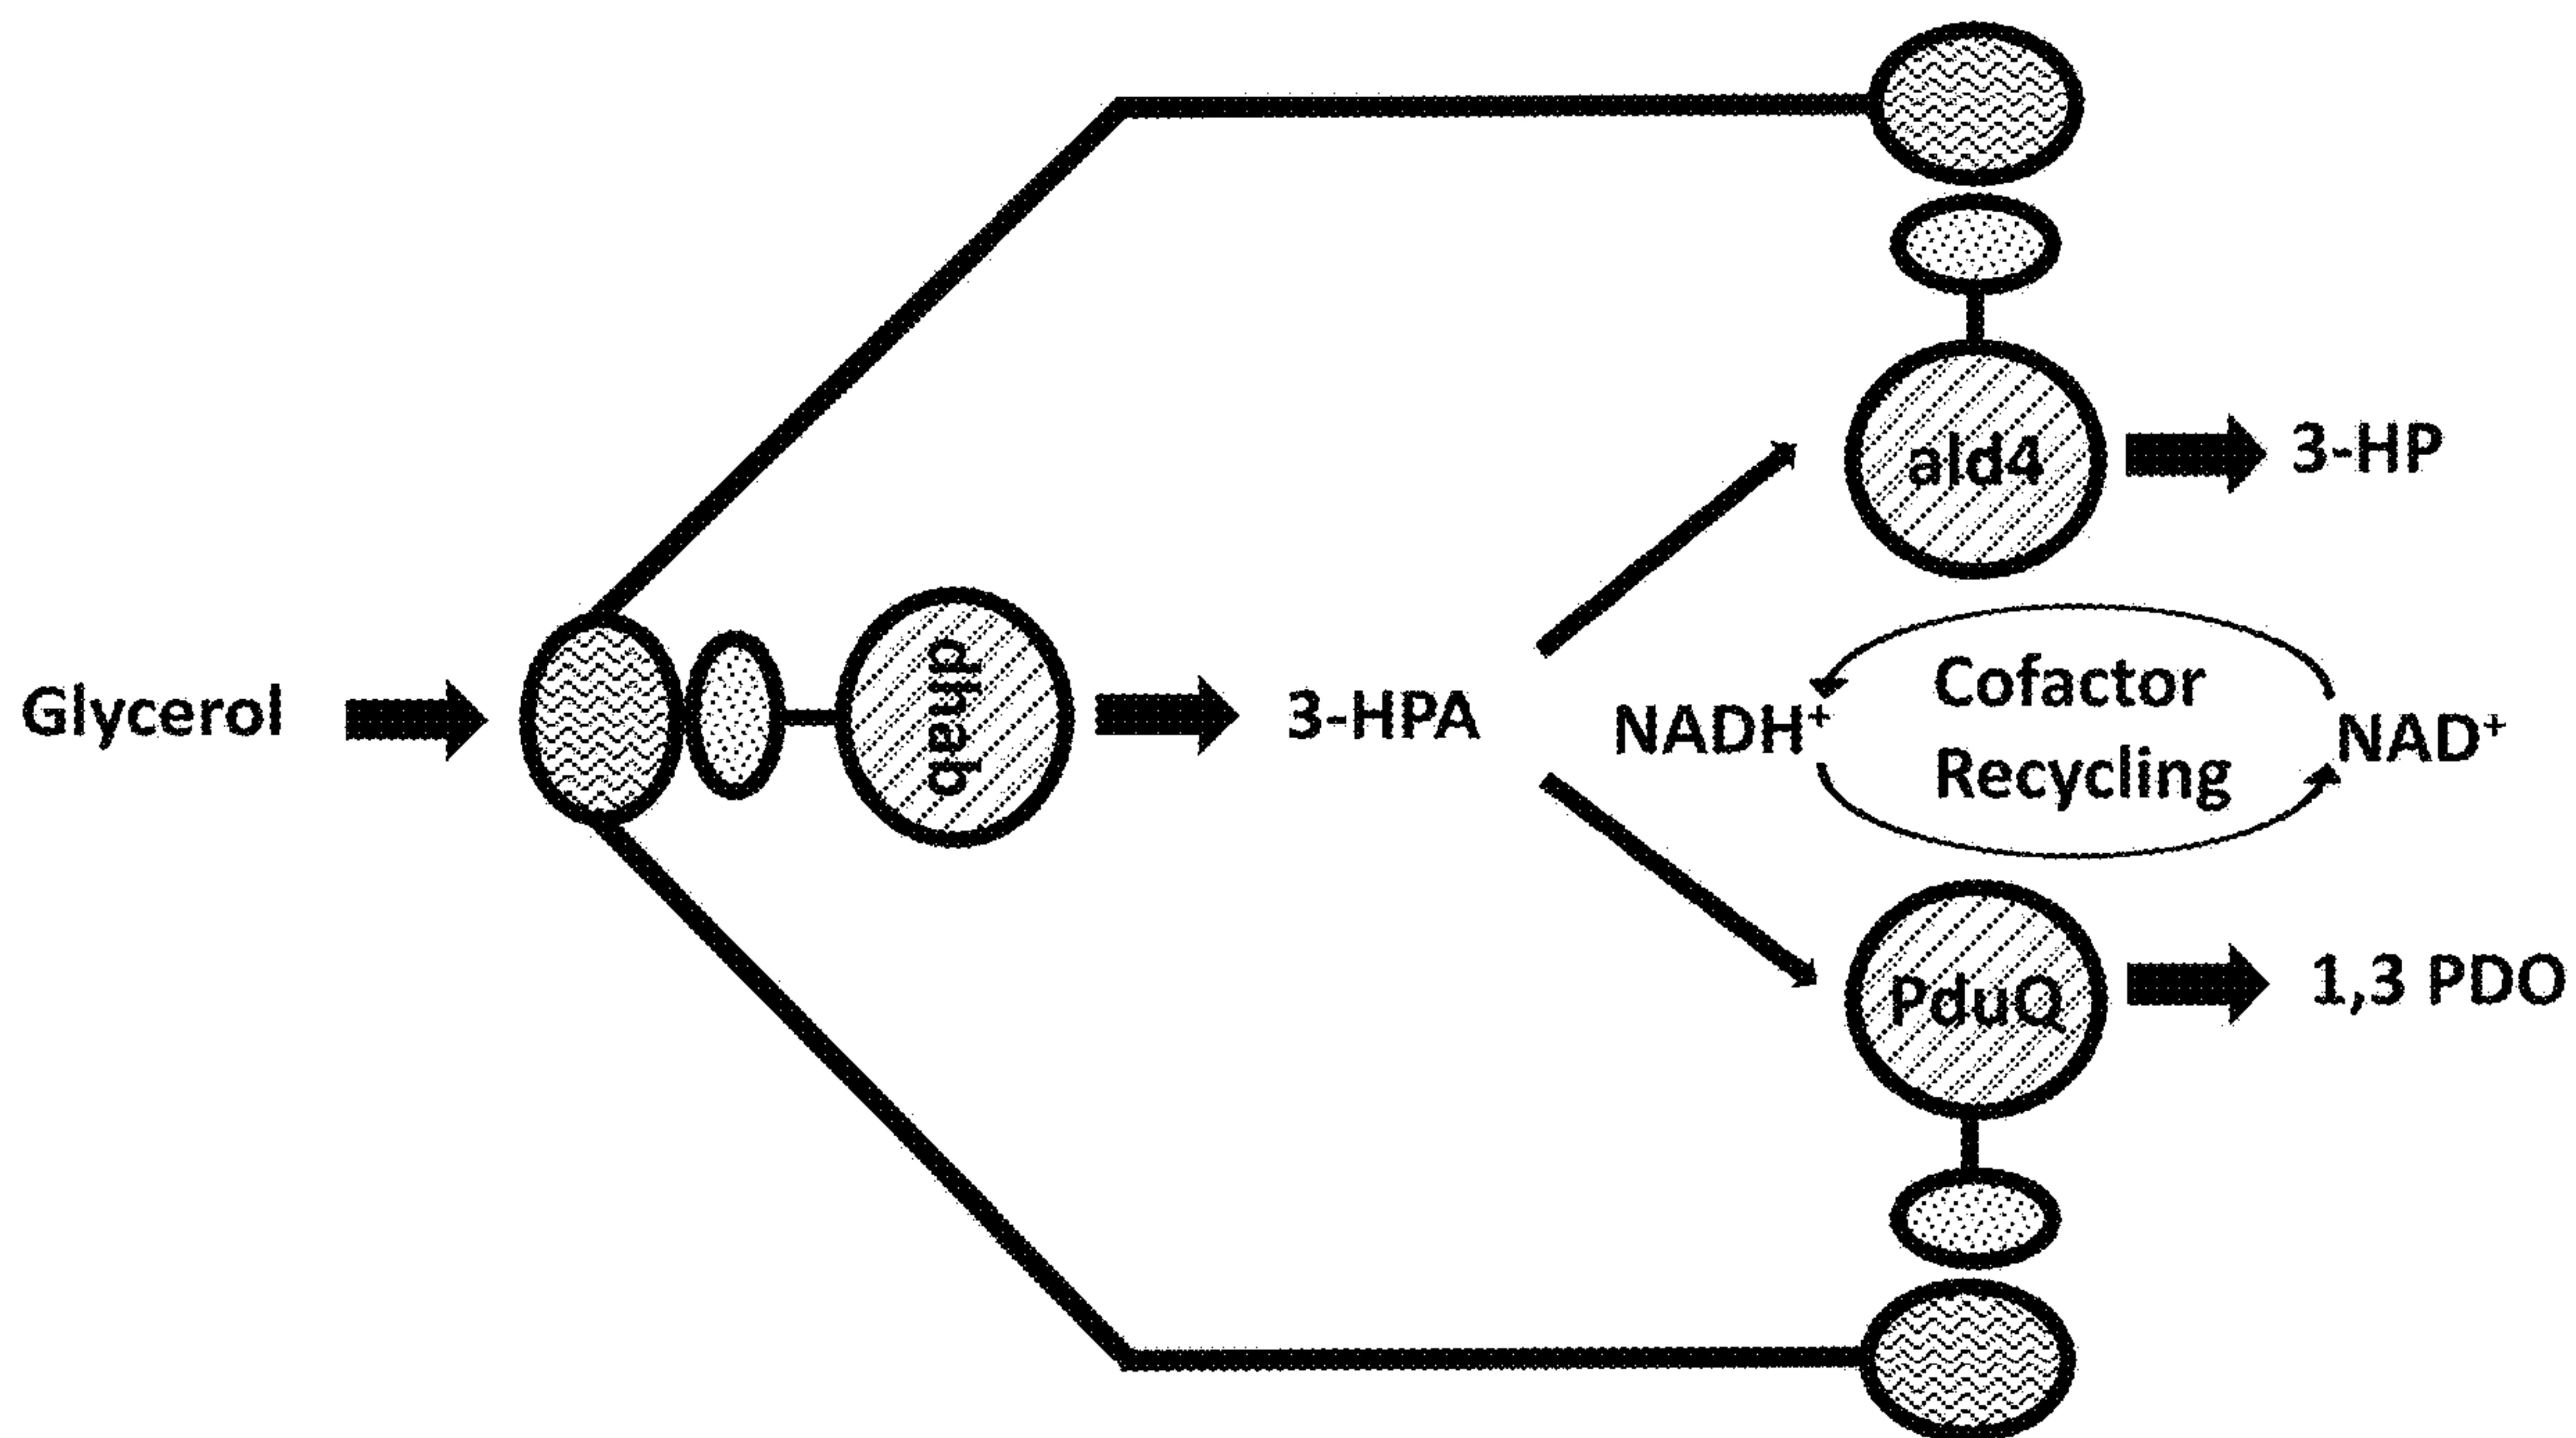 Glycerol
dhab
3-HPA
ald4
3-HP
NADH⁺
Cofactor
Recycling
NAD⁺
PduQ
1,3 PDO